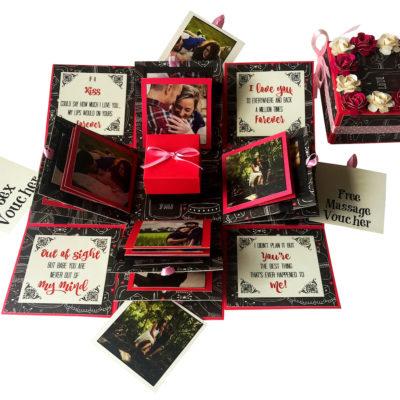 If a
Kiss
COULD SAY HOW MUCH I LOVE YOU...
MY LIPS WOULD ON YOURS
Forever
I love you
TO EVERYWHERE AND BACK
A MILLION TIMES
Forever
Sex
Voucher
Free
Massage
Voucher
Out of sight
BUT BABE YOU ARE
NEVER OUT OF
My Mind
I DIDN'T PLAN IT BUT
You're
THE BEST THING
THAT'S EVER HAPPENED TO
me!